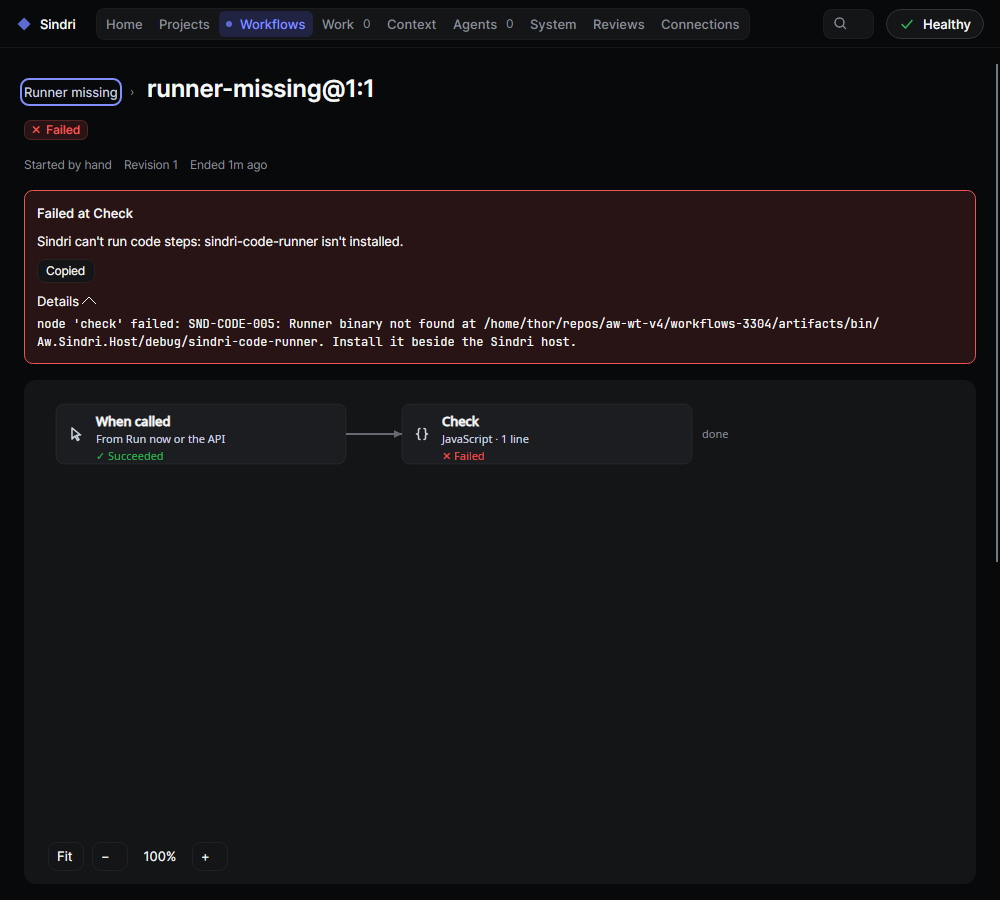 Sindri
Home Projects Workflows Work 0 Context Agents 0 System Reviews Connections
Healthy
Runner missing › runner-missing@1:1
✕ Failed
Started by hand Revision 1 Ended 1m ago
Failed at Check
Sindri can't run code steps: sindri-code-runner isn't installed.
Copied
Details
node 'check' failed: SND-CODE-005: Runner binary not found at /home/thor/repos/aw-wt-v4/workflows-3304/artifacts/bin/
Aw.Sindri.Host/debug/sindri-code-runner. Install it beside the Sindri host.
When called
From Run now or the API
✓ Succeeded
{} Check
JavaScript · 1 line
✕ Failed
done
Fit − 100% +